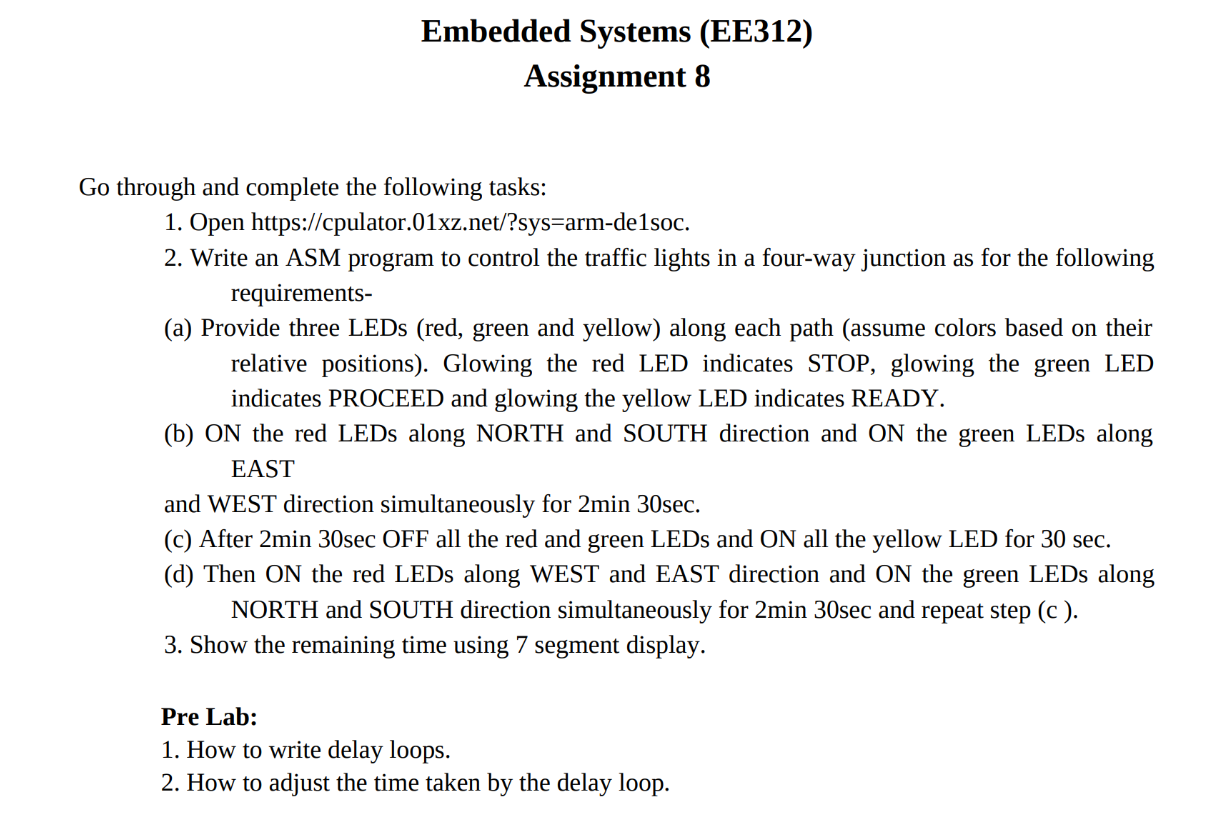 Embedded Systems (EE312)
Assignment 8
Go through and complete the following tasks:
1. Open https://cpulator.01xz.net/?sys=arm-de1soc.
2. Write an ASM program to control the traffic lights in a four-way junction as for the following
requirements-
(a) Provide three LEDs (red, green and yellow) along each path (assume colors based on their
relative positions). Glowing the red LED indicates STOP, glowing the green LED
indicates PROCEED and glowing the yellow LED indicates READY.
(b) ON the red LEDs along NORTH and SOUTH direction and ON the green LEDs along
EAST
and WEST direction simultaneously for 2min 30sec.
(c) After 2min 30sec OFF all the red and green LEDs and ON all the yellow LED for 30 sec.
(d) Then ON the red LEDs along WEST and EAST direction and ON the green LEDs along
NORTH and SOUTH direction simultaneously for 2min 30sec and repeat step (c ).
3. Show the remaining time using 7 segment display.
Pre Lab:
1. How to write delay loops.
2. How to adjust the time taken by the delay loop.